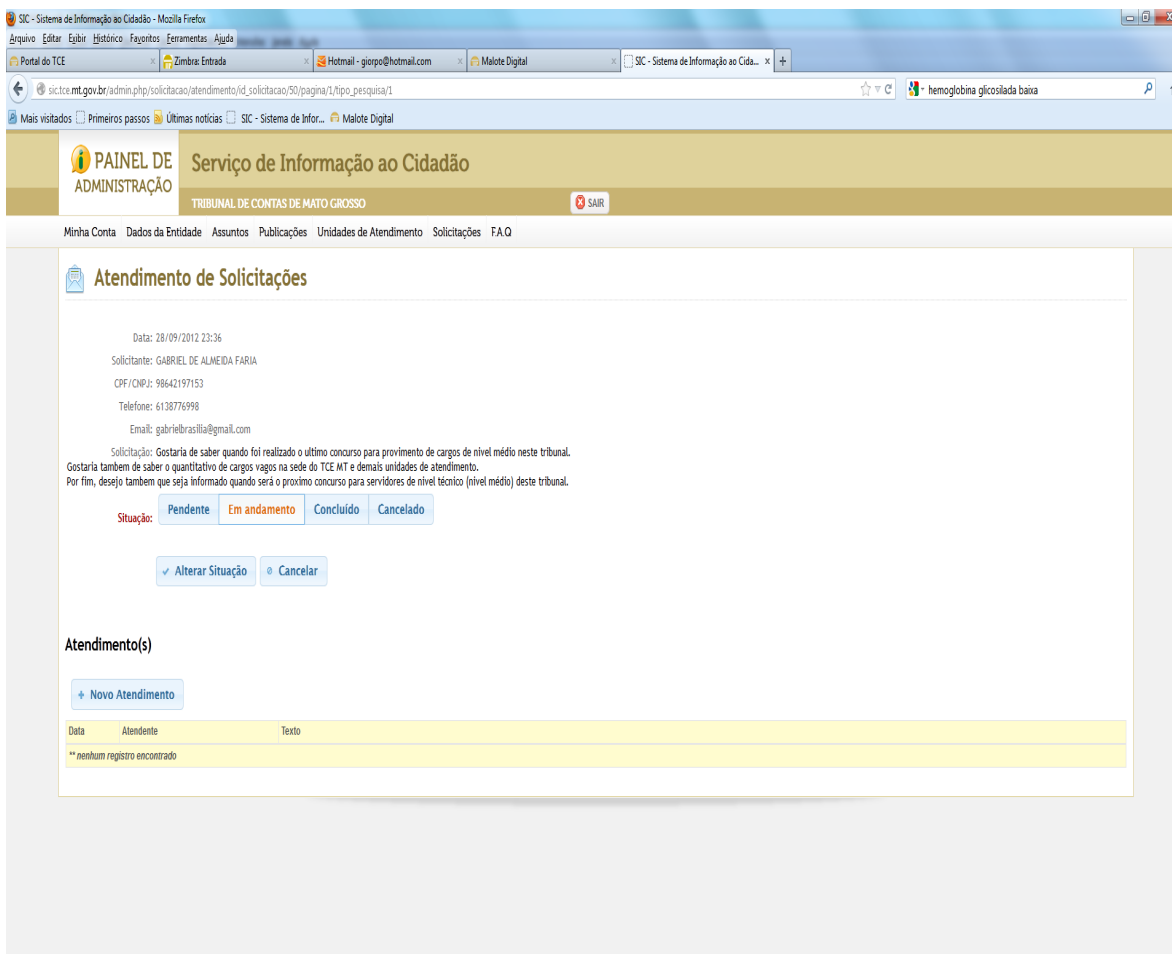 SIC - Sistema de Informação ao Cidadão - Mozilla Firefox
Arquivo Editar Exibir Histórico Favoritos Ferramentas Ajuda
Portal do TCE x Zimbra: Entrada x Hotmail - giorpo@hotmail.com x Malote Digital x SIC - Sistema de Informação ao Cida... x +
sic.tce.mt.gov.br/admin.php/solicitacao/atendimento/id_solicitacao/50/pagina/1/tipo_pesquisa/1 hemoglobina glicosilada baixa
Mais visitados Primeiros passos Últimas notícias SIC - Sistema de Infor... Malote Digital
PAINEL DE
ADMINISTRAÇÃO
Serviço de Informação ao Cidadão
TRIBUNAL DE CONTAS DE MATO GROSSO SAIR
Minha Conta Dados da Entidade Assuntos Publicações Unidades de Atendimento Solicitações F.A.Q
Atendimento de Solicitações
Data: 28/09/2012 23:36
Solicitante: GABRIEL DE ALMEIDA FARIA
CPF/CNPJ: 98642197153
Telefone: 6138776998
Email: gabrielbrasilia@gmail.com
Solicitação: Gostaria de saber quando foi realizado o ultimo concurso para provimento de cargos de nivel médio neste tribunal.
Gostaria tambem de saber o quantitativo de cargos vagos na sede do TCE MT e demais unidades de atendimento.
Por fim, desejo tambem que seja informado quando será o proximo concurso para servidores de nivel técnico (nivel médio) deste tribunal.
Situação: Pendente Em andamento Concluído Cancelado
Alterar Situação Cancelar
Atendimento(s)
+ Novo Atendimento
Data Atendente Texto
** nenhum registro encontrado